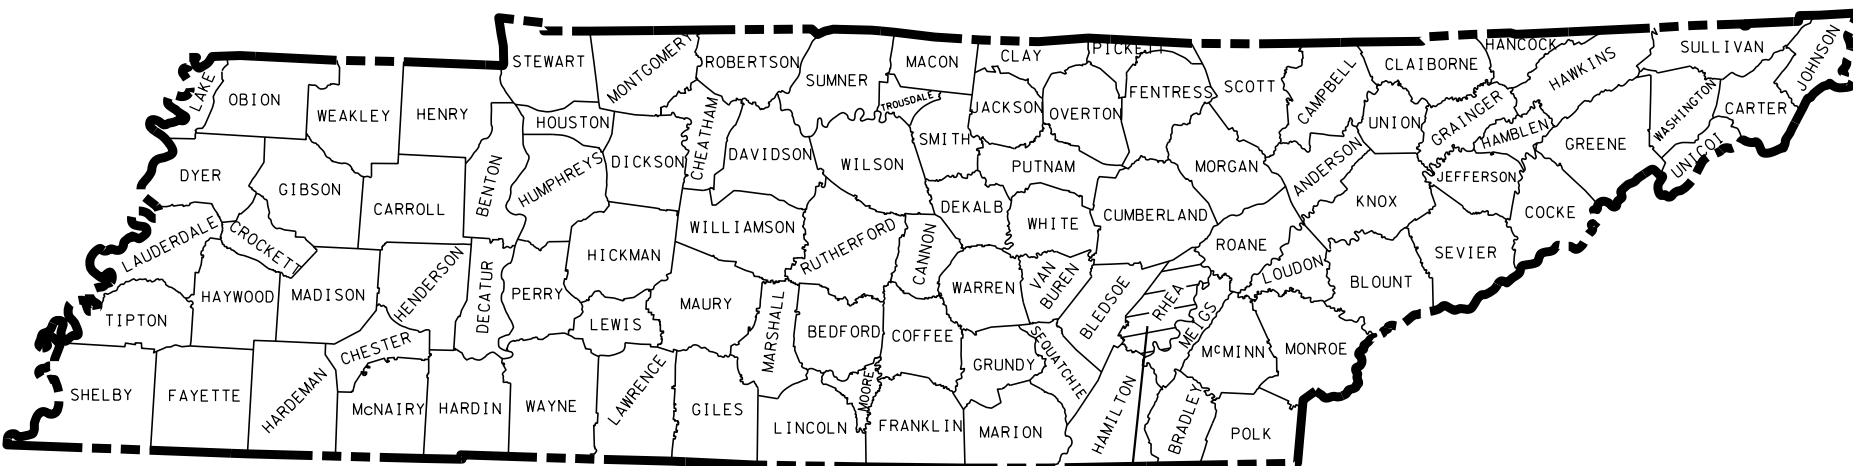 STEWART
MONTGOMERY
ROBERTSON
SUMNER
MACON
CLAY
PICKETT
SCOTT
CAMPBELL
CLAIBORNE
HANCOCK
HAWKINS
SULLIVAN
JOHNSON
LAKE
OBION
WEAKLEY
HENRY
HOUSTON
CHEATHAM
TROUSDALE
JACKSON
OVERTON
FENTRESS
UNION
GRAINGER
HAMBLEN
GREENE
WASHINGTON
UNICOI
CARTER
DYER
GIBSON
CARROLL
BENTON
HUMPHREYS
DICKSON
DAVIDSON
WILSON
SMITH
PUTNAM
MORGAN
ANDERSON
KNOX
JEFFERSON
COCKE
LAUDERDALE
CROCKETT
WILLIAMSON
RUTHERFORD
CANNON
DEKALB
WHITE
CUMBERLAND
ROANE
LOUDON
BLOUNT
SEVIER
HAYWOOD
MADISON
HENDERSON
DECATUR
PERRY
HICKMAN
MAURY
WARREN
VAN
BUREN
BLEDSOE
RHEA
MEIGS
TIPTON
CHESTER
LEWIS
MARSHALL
BEDFORD
COFFEE
GRUNDY
SEQUATCHIE
McMINN
MONROE
SHELBY
FAYETTE
HARDEMAN
McNAIRY
HARDIN
WAYNE
LAWRENCE
GILES
LINCOLN
MOORE
FRANKLIN
MARION
HAMILTON
BRADLEY
POLK